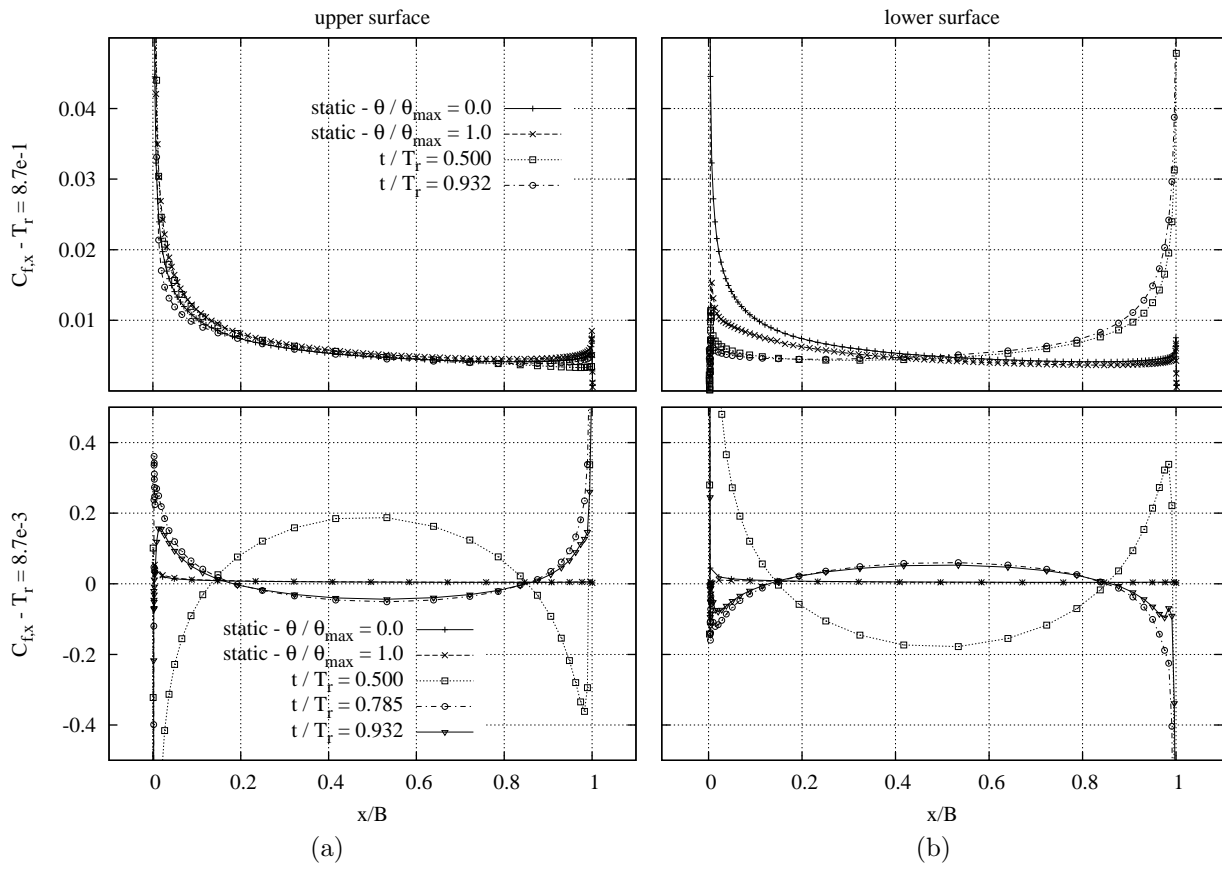 upper surface
lower surface
C_{f,x} - T_r = 8.7e-1
0.04
0.03
0.02
0.01
static - θ / θ_max = 0.0
static - θ / θ_max = 1.0
t / T_r = 0.500
t / T_r = 0.932
C_{f,x} - T_r = 8.7e-3
0.4
0.2
0
-0.2
-0.4
static - θ / θ_max = 0.0
static - θ / θ_max = 1.0
t / T_r = 0.500
t / T_r = 0.785
t / T_r = 0.932
0 0.2 0.4 0.6 0.8 1
0 0.2 0.4 0.6 0.8 1
x/B
x/B
(a)
(b)